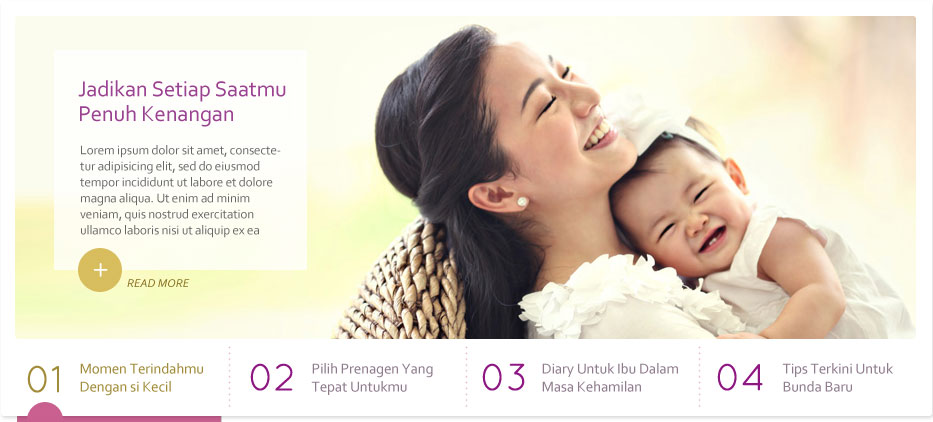 Jadikan Setiap Saatmu
Penuh Kenangan
Lorem ipsum dolor sit amet, consecte-
tur adipisicing elit, sed do eiusmod
tempor incididunt ut labore et dolore
magna aliqua. Ut enim ad minim
veniam, quis nostrud exercitation
ullamco laboris nisi ut aliquip ex ea
+
READ MORE
01
Momen Terindahmu
Dengan si Kecil
02
Pilih Prenagen Yang
Tepat Untukmu
03
Diary Untuk Ibu Dalam
Masa Kehamilan
04
Tips Terkini Untuk
Bunda Baru